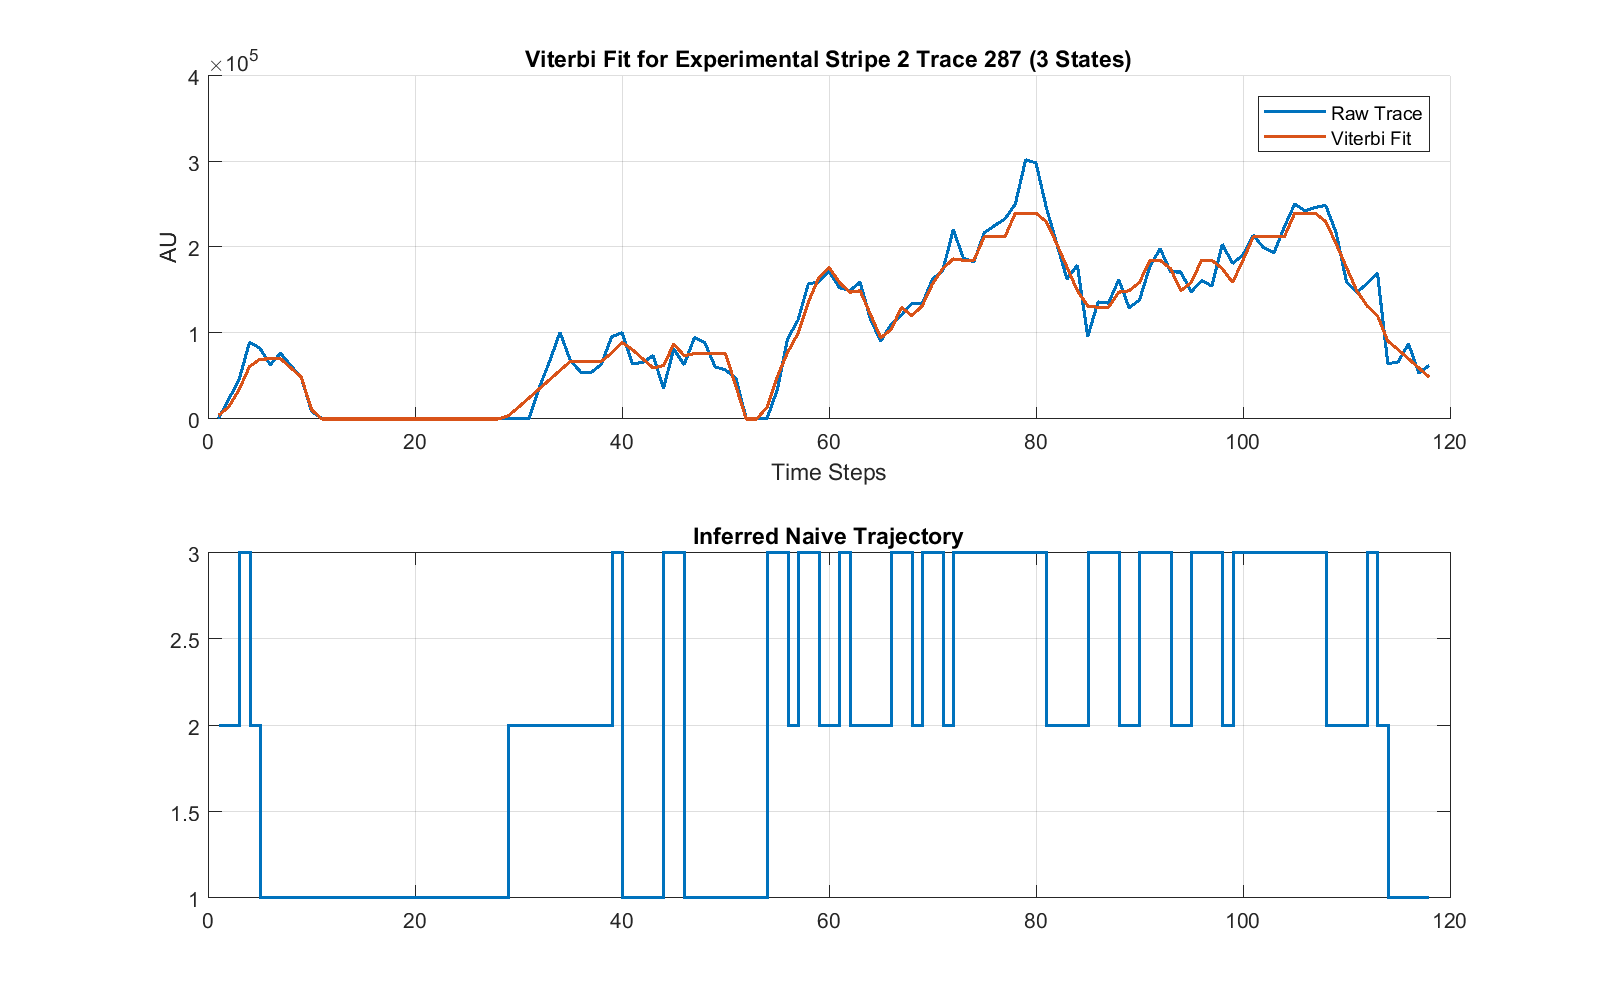 Viterbi Fit for Experimental Stripe 2 Trace 287 (3 States)
×10^5
4
3
2
1
0
AU
Raw Trace
Viterbi Fit
0 20 40 60 80 100 120
Time Steps
Inferred Naive Trajectory
3
2.5
2
1.5
1
0 20 40 60 80 100 120